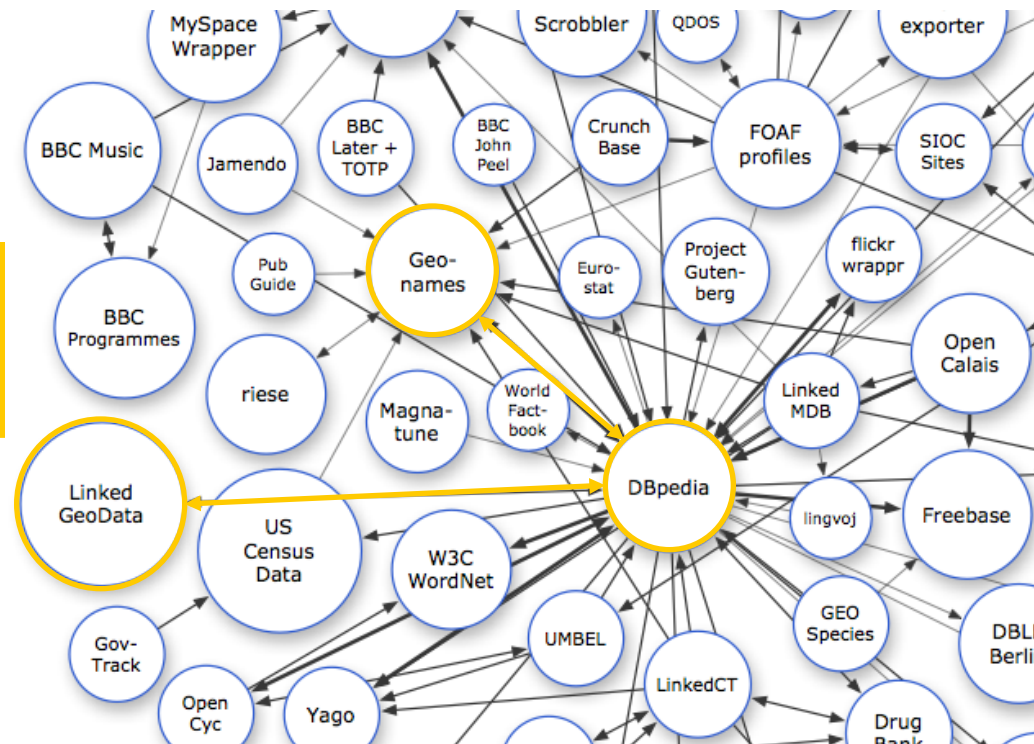 MySpace
Wrapper
Scrobbler
QDOS
exporter
BBC Music
Jamendo
BBC
Later +
TOTP
BBC
John
Peel
Crunch
Base
FOAF
profiles
SIOC
Sites
Pub
Guide
Geo-
names
Euro-
stat
Project
Guten-
berg
flickr
wrappr
BBC
Programmes
riese
Magna-
tune
World
Fact-
book
Linked
MDB
Open
Calais
Linked
GeoData
US
Census
Data
W3C
WordNet
DBpedia
lingvoj
Freebase
Gov-
Track
Open
Cyc
Yago
UMBEL
LinkedCT
GEO
Species
Drug
Bank
Berli